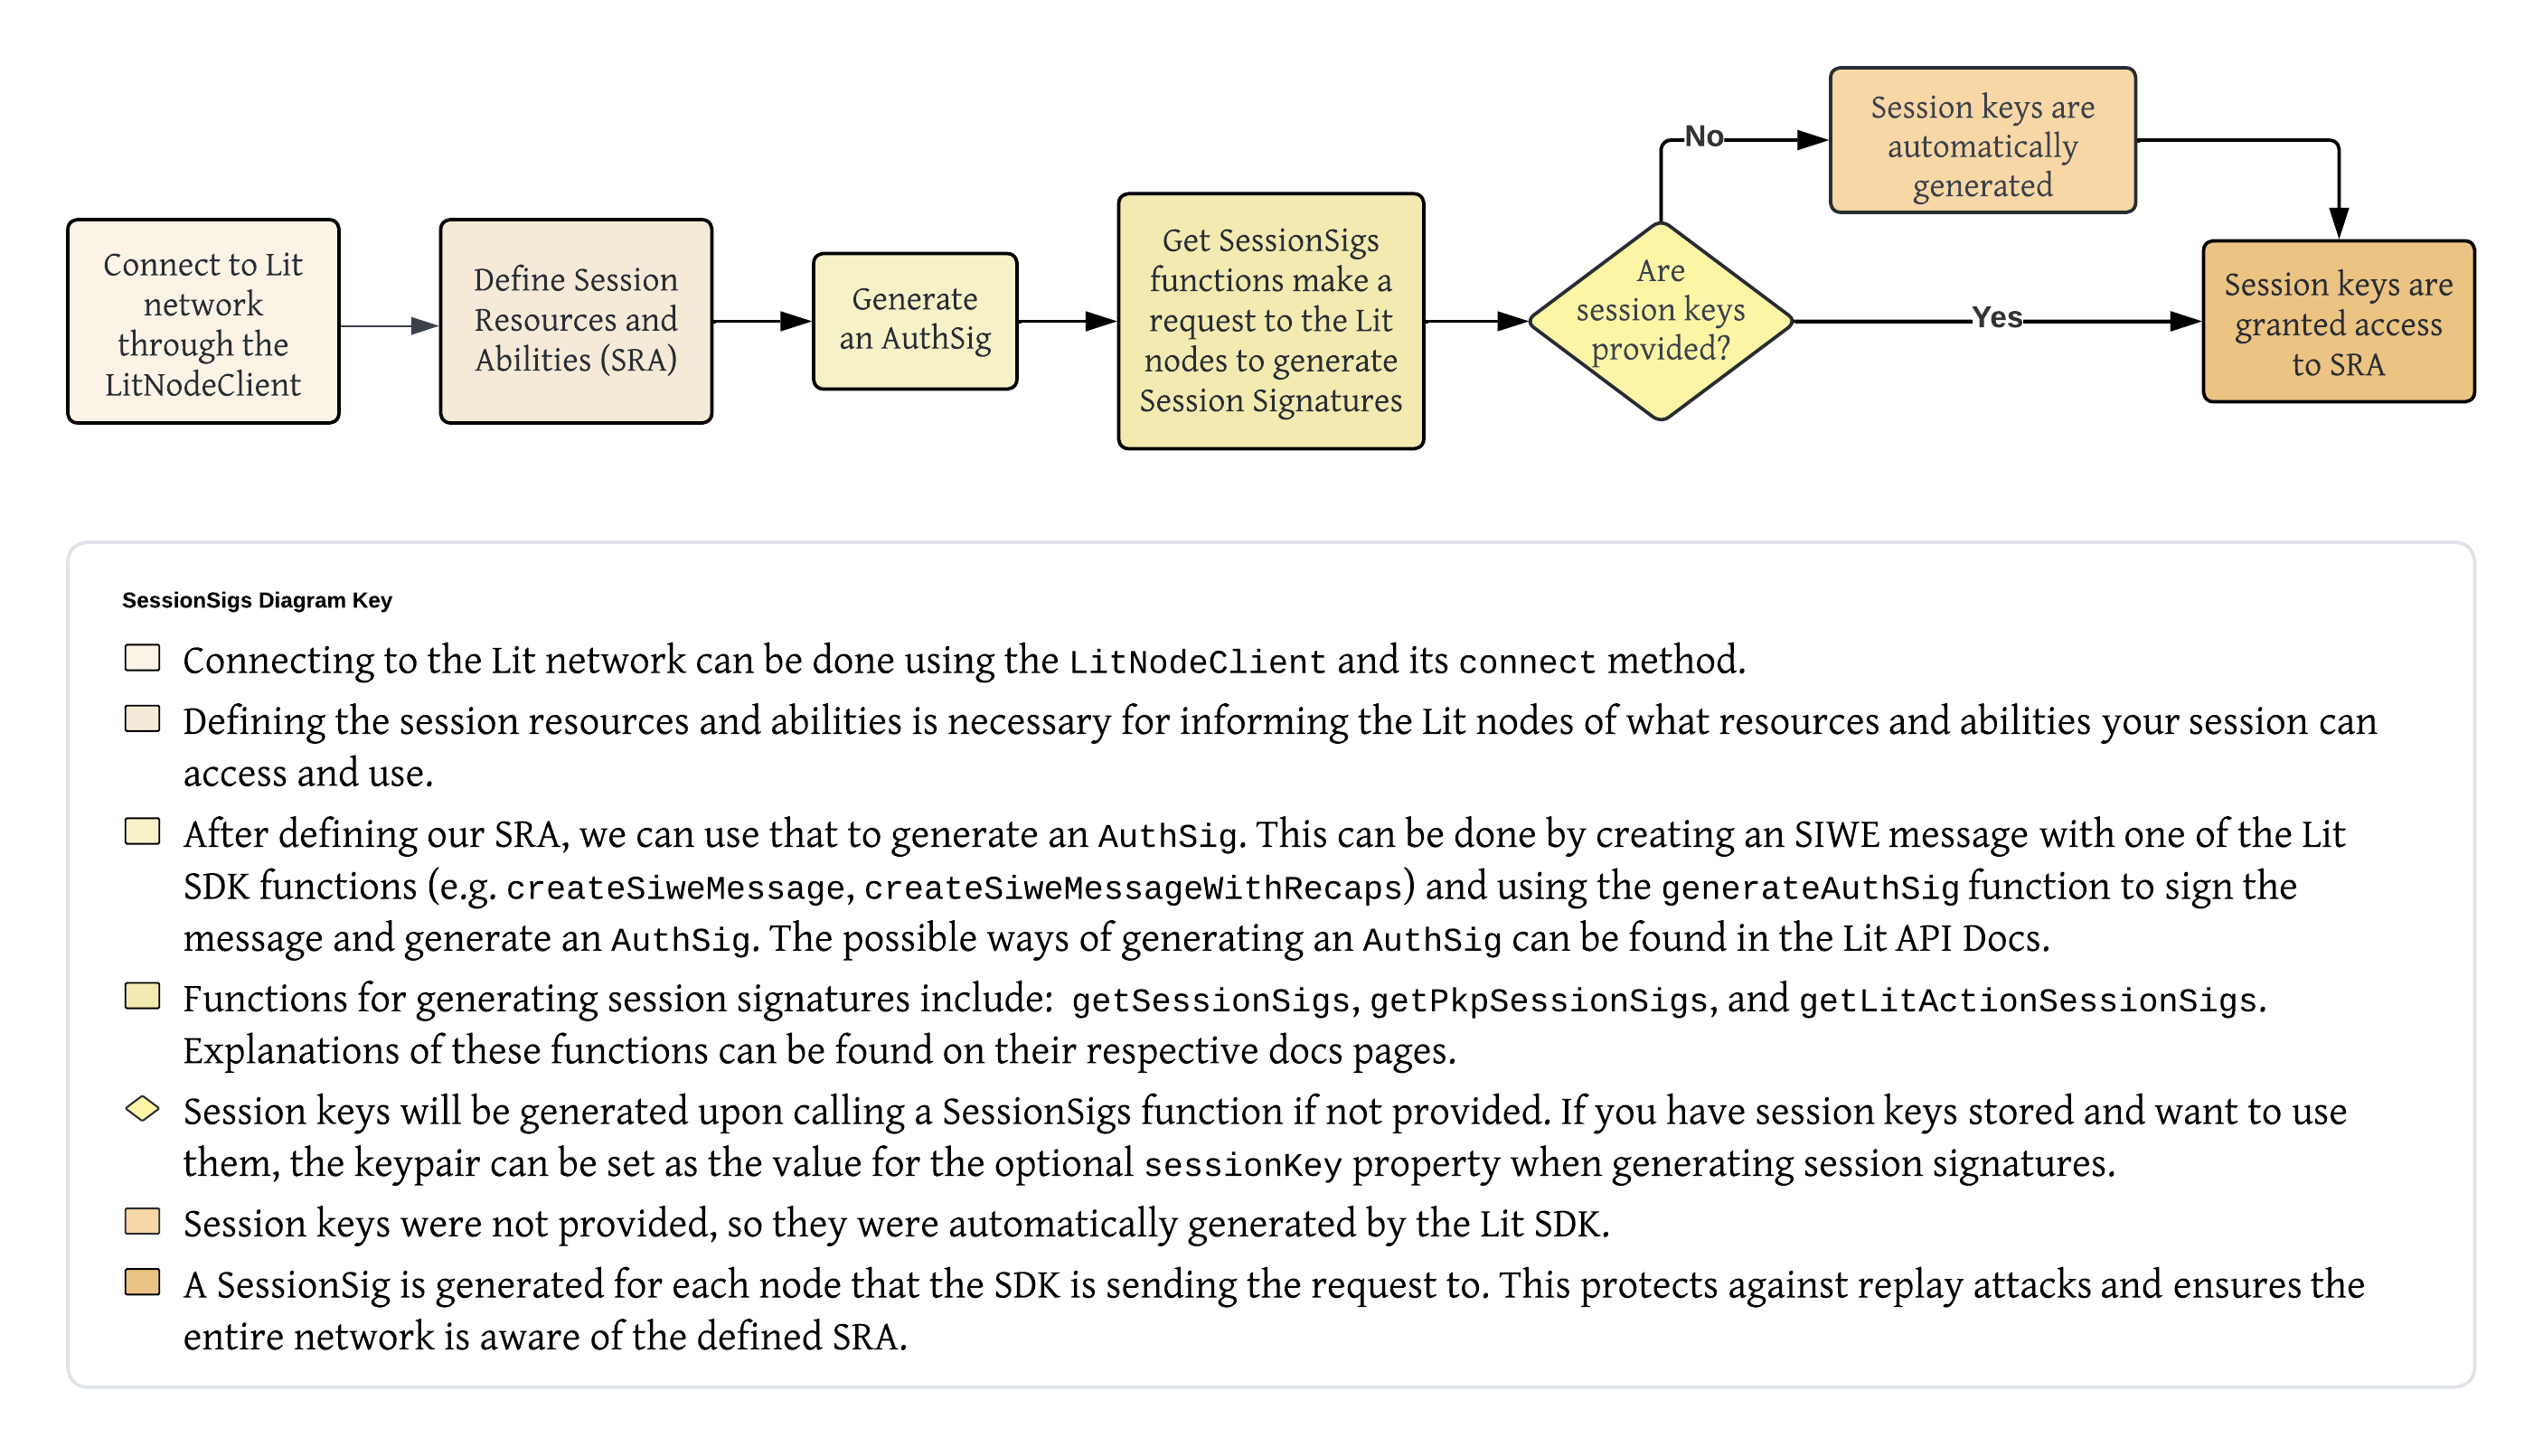 Connect to Lit
network
through the
LitNodeClient
Define Session
Resources and
Abilities (SRA)
Generate
an AuthSig
Get SessionSigs
functions make a
request to the Lit
nodes to generate
Session Signatures
Are
session keys
provided?
No
Session keys are
automatically
generated
Yes
Session keys are
granted access
to SRA
SessionSigs Diagram Key
Connecting to the Lit network can be done using the LitNodeClient and its connect method.
Defining the session resources and abilities is necessary for informing the Lit nodes of what resources and abilities your session can
access and use.
After defining our SRA, we can use that to generate an AuthSig. This can be done by creating an SIWE message with one of the Lit
SDK functions (e.g. createSiweMessage, createSiweMessageWithRecaps) and using the generateAuthSig function to sign the
message and generate an AuthSig. The possible ways of generating an AuthSig can be found in the Lit API Docs.
Functions for generating session signatures include: getSessionSigs, getPkpSessionSigs, and getLitActionSessionSigs.
Explanations of these functions can be found on their respective docs pages.
Session keys will be generated upon calling a SessionSigs function if not provided. If you have session keys stored and want to use
them, the keypair can be set as the value for the optional sessionKey property when generating session signatures.
Session keys were not provided, so they were automatically generated by the Lit SDK.
A SessionSig is generated for each node that the SDK is sending the request to. This protects against replay attacks and ensures the
entire network is aware of the defined SRA.